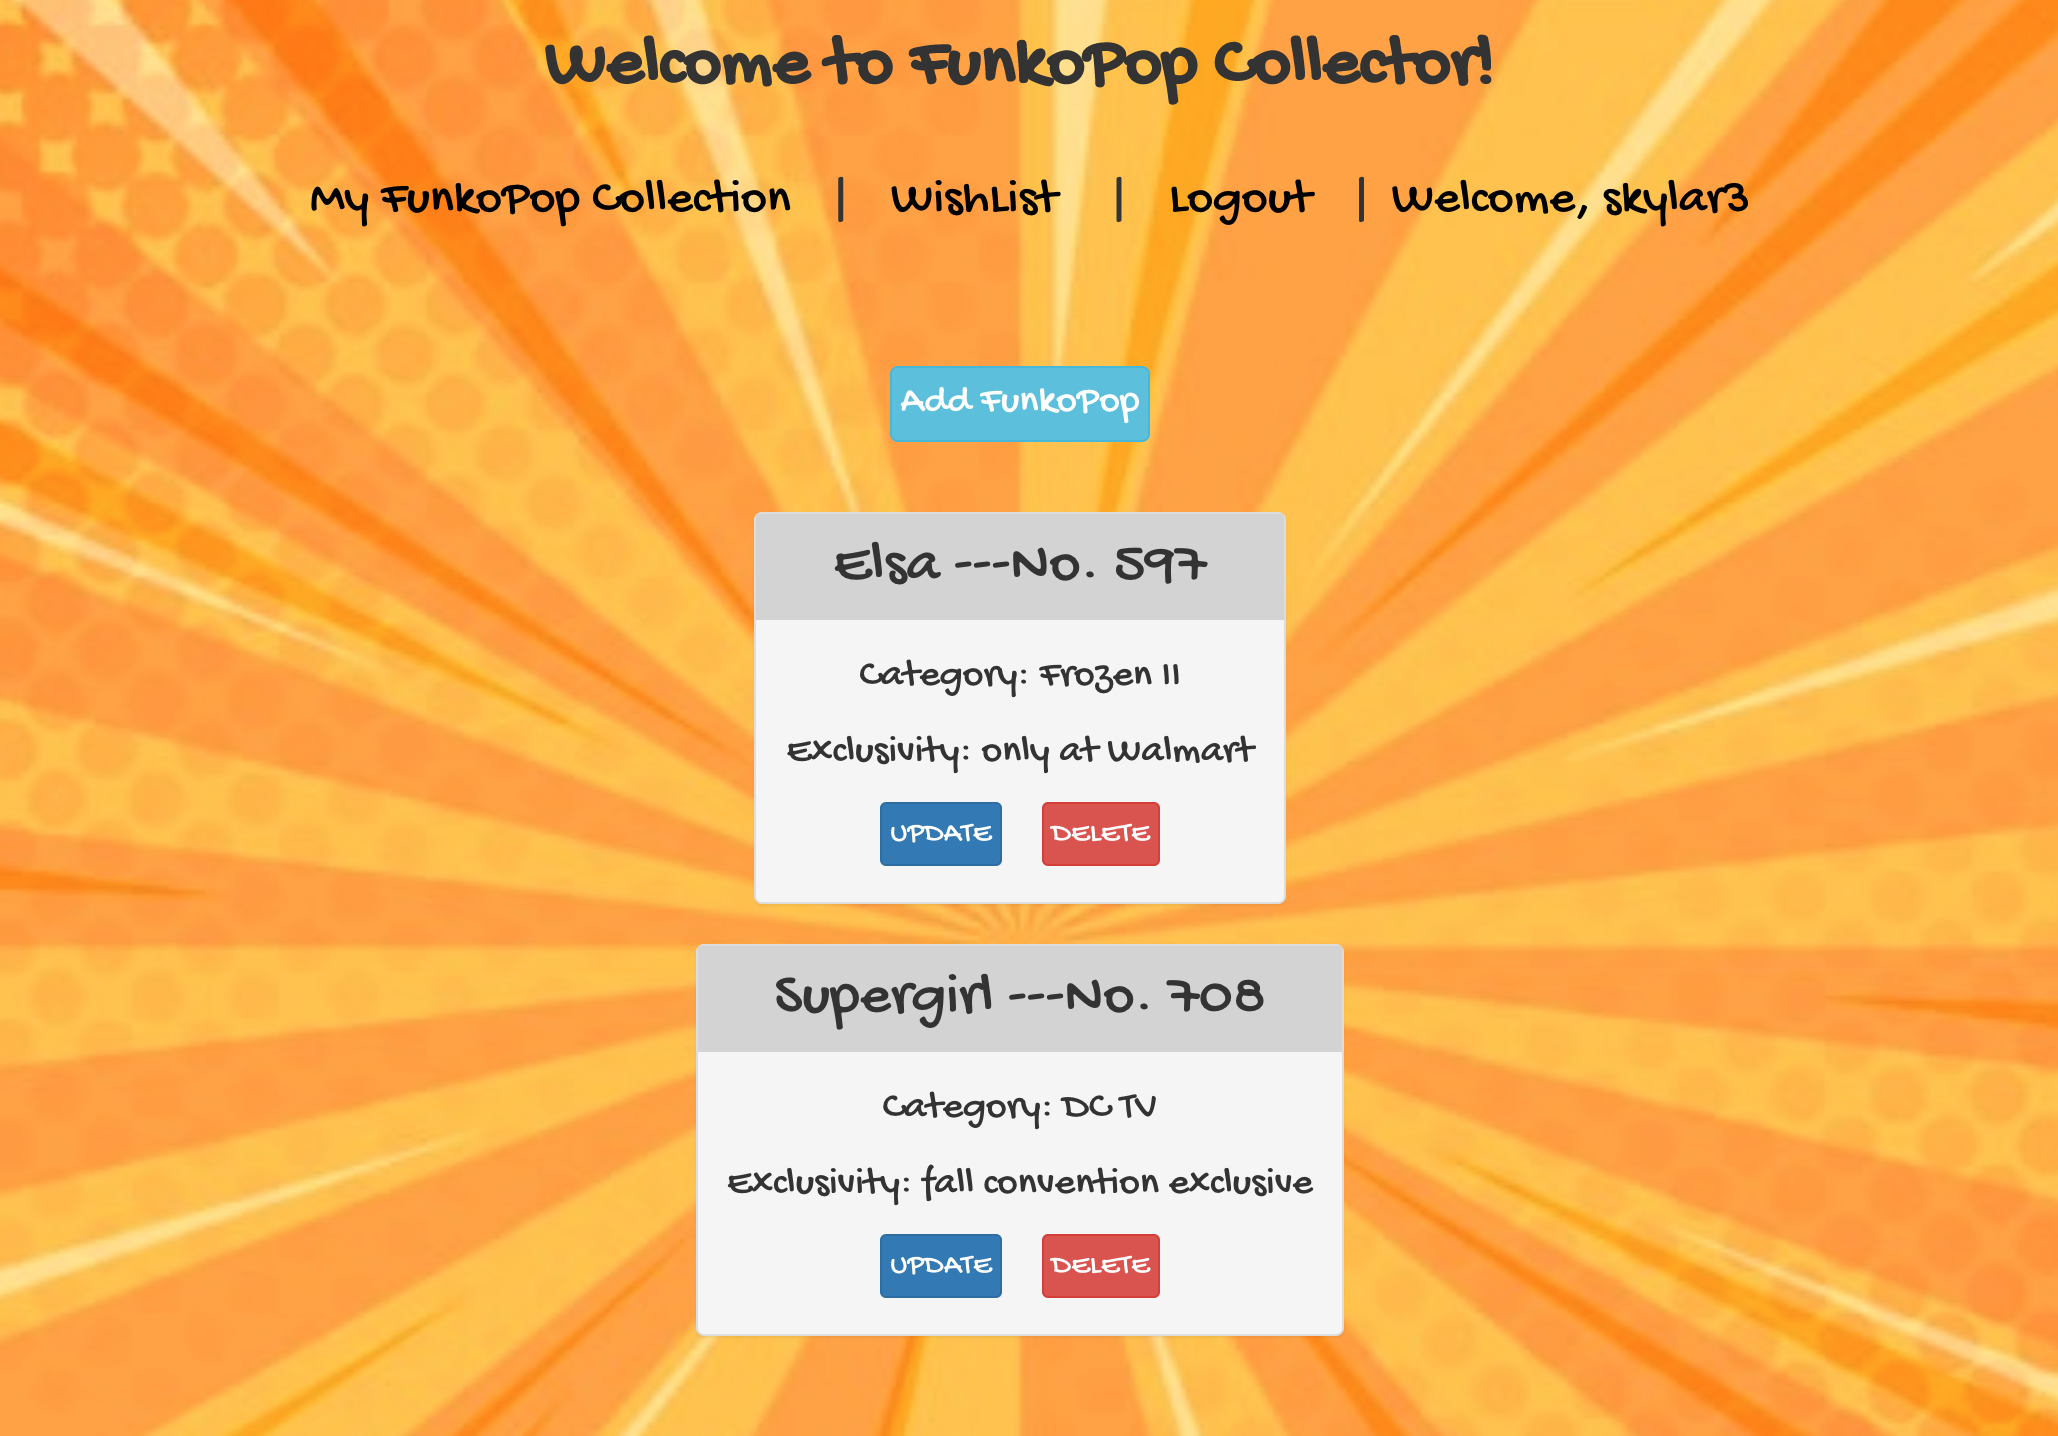 Welcome to FunkoPop Collector!
My FunkoPop Collection | WishList | Logout | Welcome, skylar3
Add FunkoPop
Elsa ---No. 597
Category: Frozen II
Exclusivity: only at Walmart
UPDATE DELETE
Supergirl ---No. 708
Category: DC TV
Exclusivity: fall convention exclusive
UPDATE DELETE